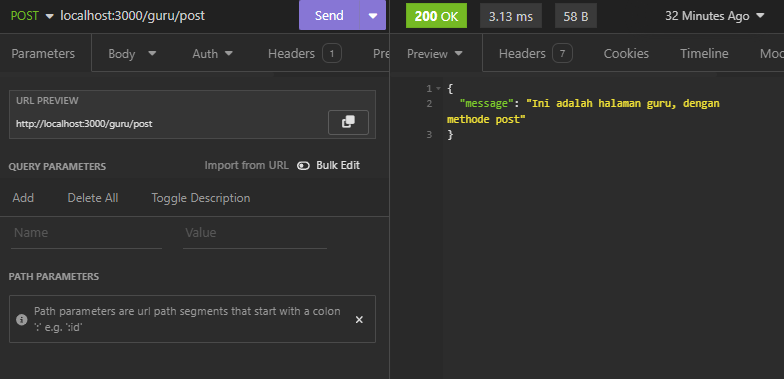 POST localhost:3000/guru/post Send
Parameters Body Auth Headers 1 Pre
URL PREVIEW
http://localhost:3000/guru/post
QUERY PARAMETERS Import from URL Bulk Edit
Add Delete All Toggle Description
Name Value
PATH PARAMETERS
Path parameters are url path segments that start with a colon
':' e.g. ':id'
200 OK 3.13 ms 58 B 32 Minutes Ago
Preview Headers 7 Cookies Timeline Moc
1 {
2 "message": "Ini adalah halaman guru, dengan
methode post"
3 }